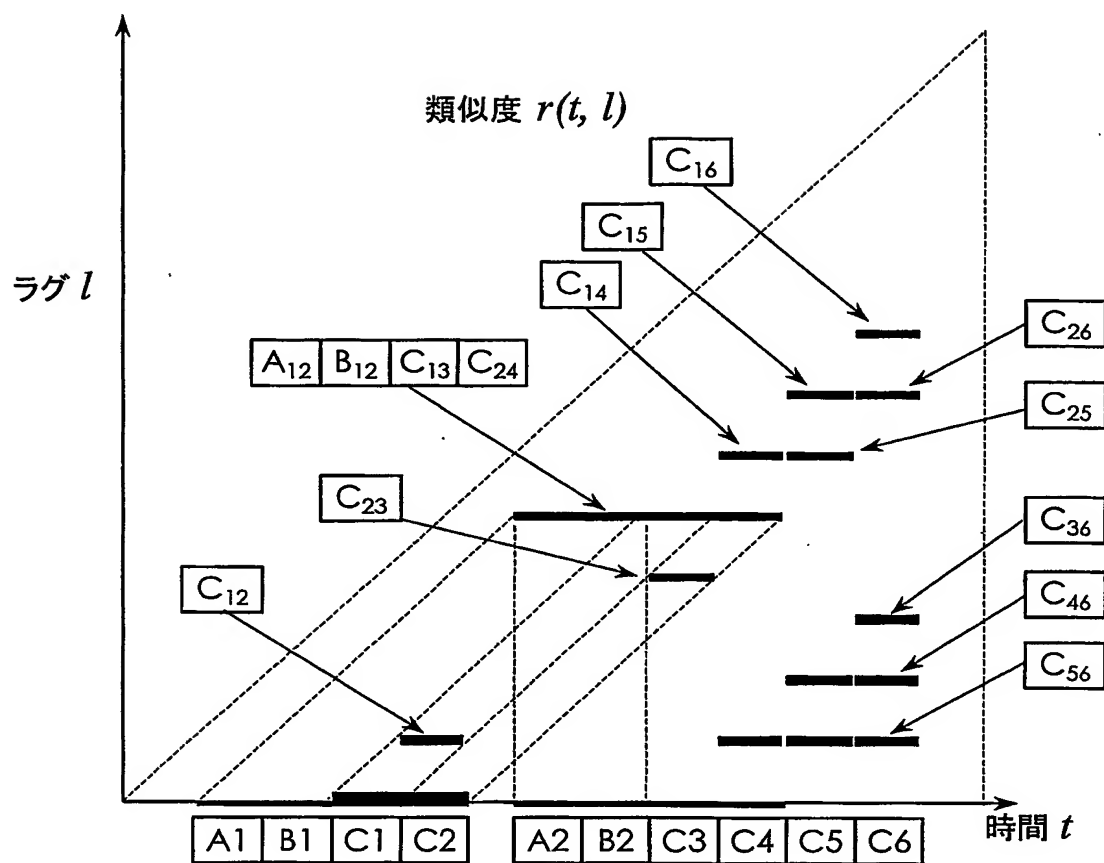 類似度 r(t, l)
C₁₆
C₁₅
C₁₄
ラグ l
C₂₆
A₁₂ B₁₂ C₁₃ C₂₄
C₂₅
C₂₃
C₃₆
C₁₂
C₄₆
C₅₆
A1 B1 C1 C2 A2 B2 C3 C4 C5 C6
時間 t